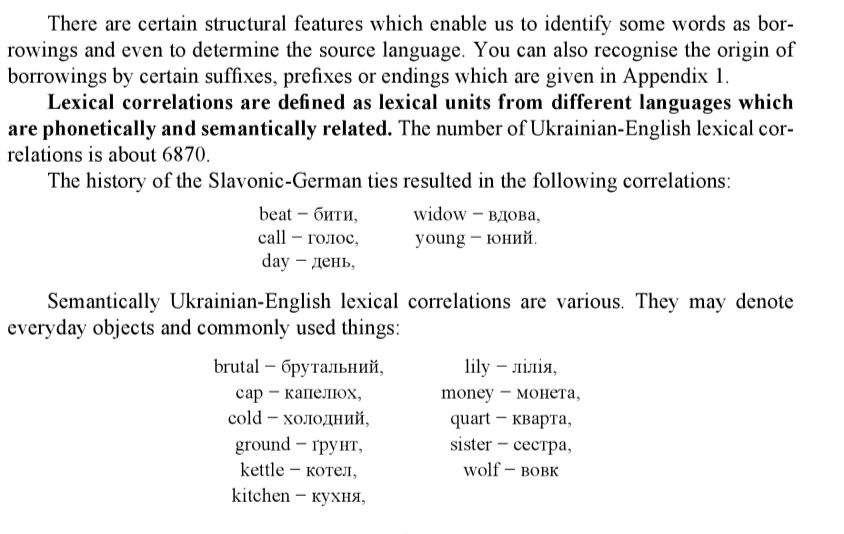 There are certain structural features which enable us to identify some words as bor-
rowings and even to determine the source language. You can also recognise the origin of
borrowings by certain suffixes, prefixes or endings which are given in Appendix 1.
Lexical correlations are defined as lexical units from different languages which
are phonetically and semantically related. The number of Ukrainian-English lexical cor-
relations is about 6870.
The history of the Slavonic-German ties resulted in the following correlations:
beat – бити, widow – вдова,
call – голос, young – юний.
day – день,
Semantically Ukrainian-English lexical correlations are various. They may denote
everyday objects and commonly used things:
brutal – брутальний, lily – лілія,
cap – капелюх, money – монета,
cold – холодний, quart – кварта,
ground – ґрунт, sister – сестра,
kettle – котел, wolf – вовк
kitchen – кухня,